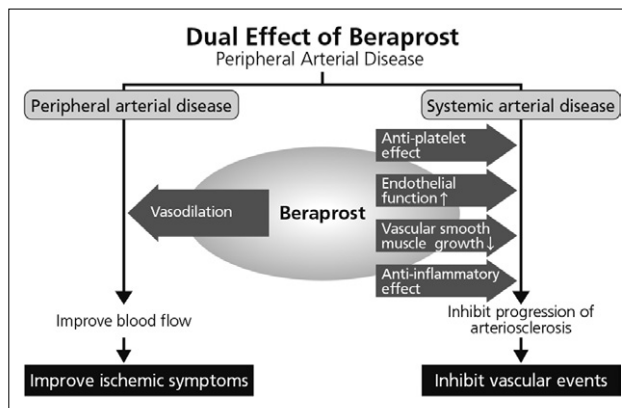 Dual Effect of Beraprost
Peripheral Arterial Disease
Peripheral arterial disease
Systemic arterial disease
Vasodilation
Beraprost
Anti-platelet
effect
Endothelial
function↑
Vascular smooth
muscle growth↓
Anti-inflammatory
effect
Improve blood flow
Inhibit progression of
arteriosclerosis
Improve ischemic symptoms
Inhibit vascular events